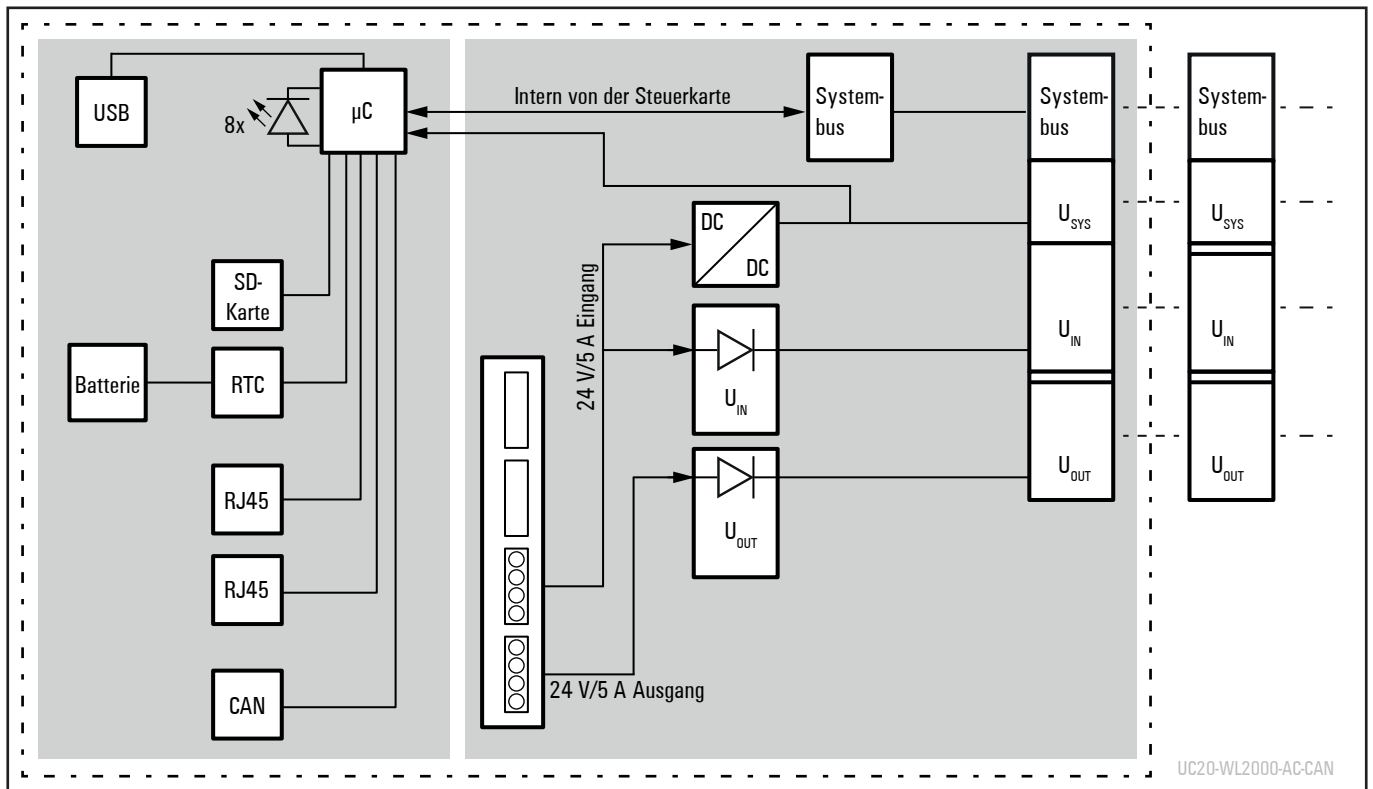 USB
8x
µC
Intern von der Steuerkarte
System-
bus
System-
bus
System-
bus
DC
DC
U_SYS
U_SYS
SD-
Karte
24 V/5 A Eingang
U_IN
U_IN
U_IN
Batterie
RTC
RJ45
U_OUT
U_OUT
U_OUT
RJ45
24 V/5 A Ausgang
CAN
UC20-WL2000-AC-CAN